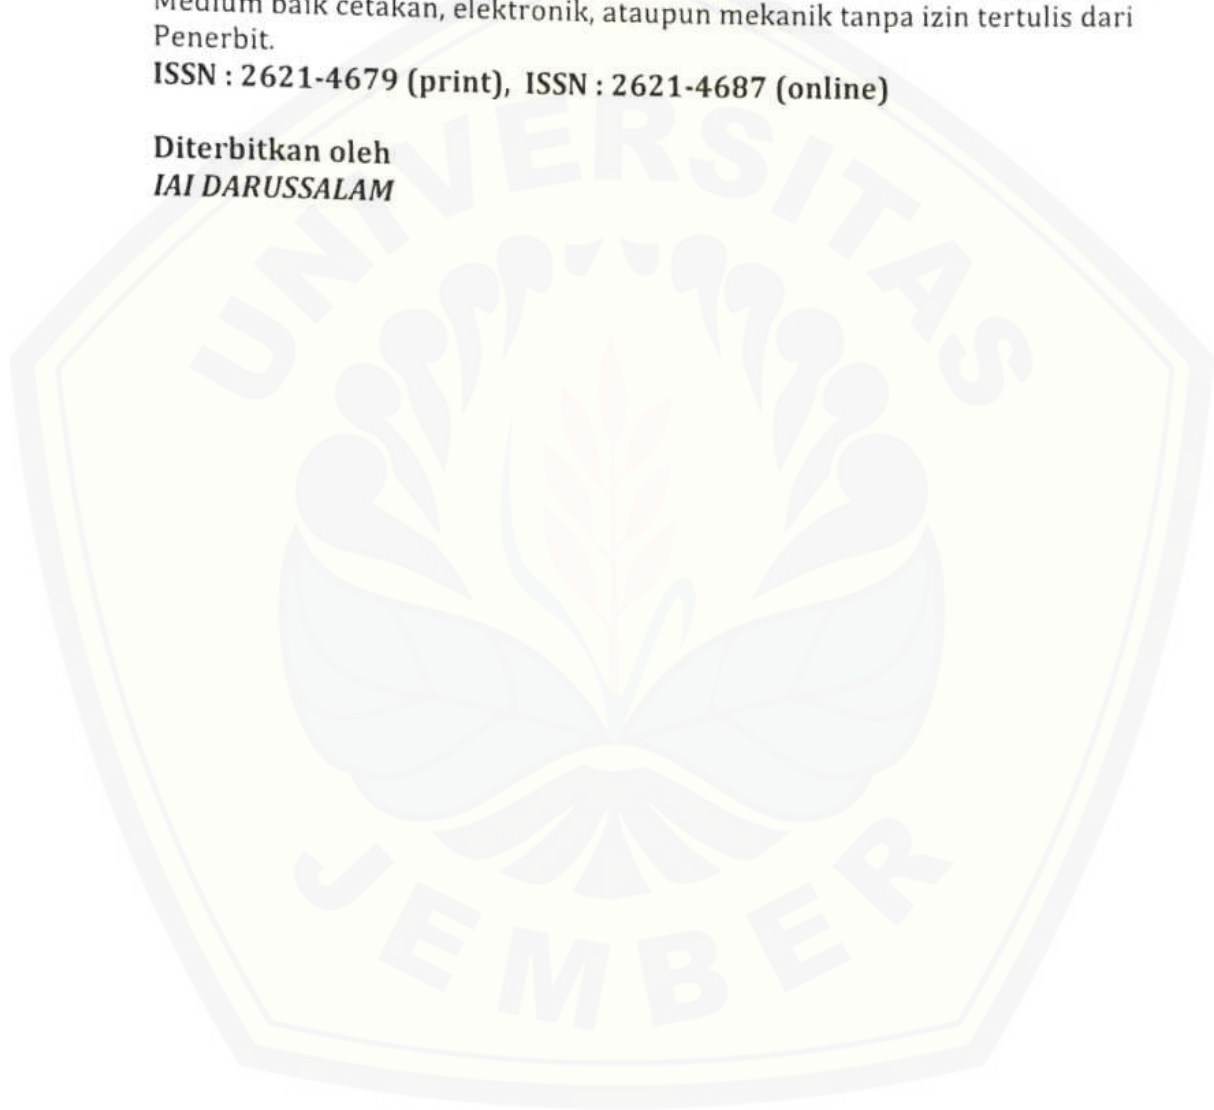 Medium baik cetakan, elektronik, ataupun mekanik tanpa izin tertulis dari
Penerbit.
ISSN : 2621-4679 (print), ISSN : 2621-4687 (online)
Diterbitkan oleh
IAI DARUSSALAM
UNIVERSITAS
JEMBER